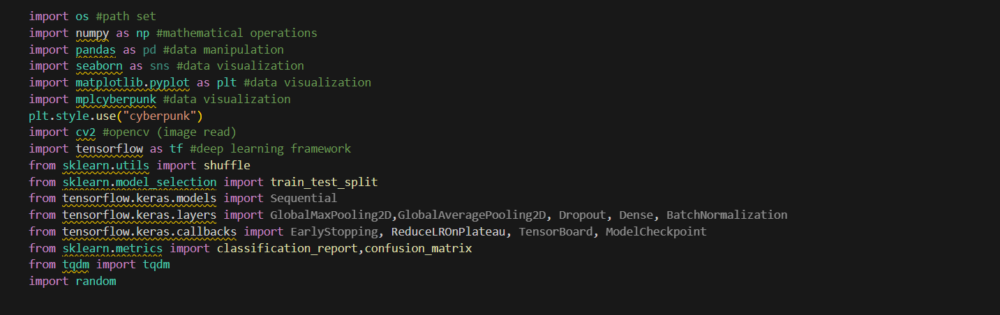 import os #path set
import numpy as np #mathematical operations
import pandas as pd #data manipulation
import seaborn as sns #data visualization
import matplotlib.pyplot as plt #data visualization
import mplcyberpunk #data visualization
plt.style.use("cyberpunk")
import cv2 #opencv (image read)
import tensorflow as tf #deep learning framework
from sklearn.utils import shuffle
from sklearn.model_selection import train_test_split
from tensorflow.keras.models import Sequential
from tensorflow.keras.layers import GlobalMaxPooling2D,GlobalAveragePooling2D, Dropout, Dense, BatchNormalization
from tensorflow.keras.callbacks import EarlyStopping, ReduceLROnPlateau, TensorBoard, ModelCheckpoint
from sklearn.metrics import classification_report,confusion_matrix
from tqdm import tqdm
import random